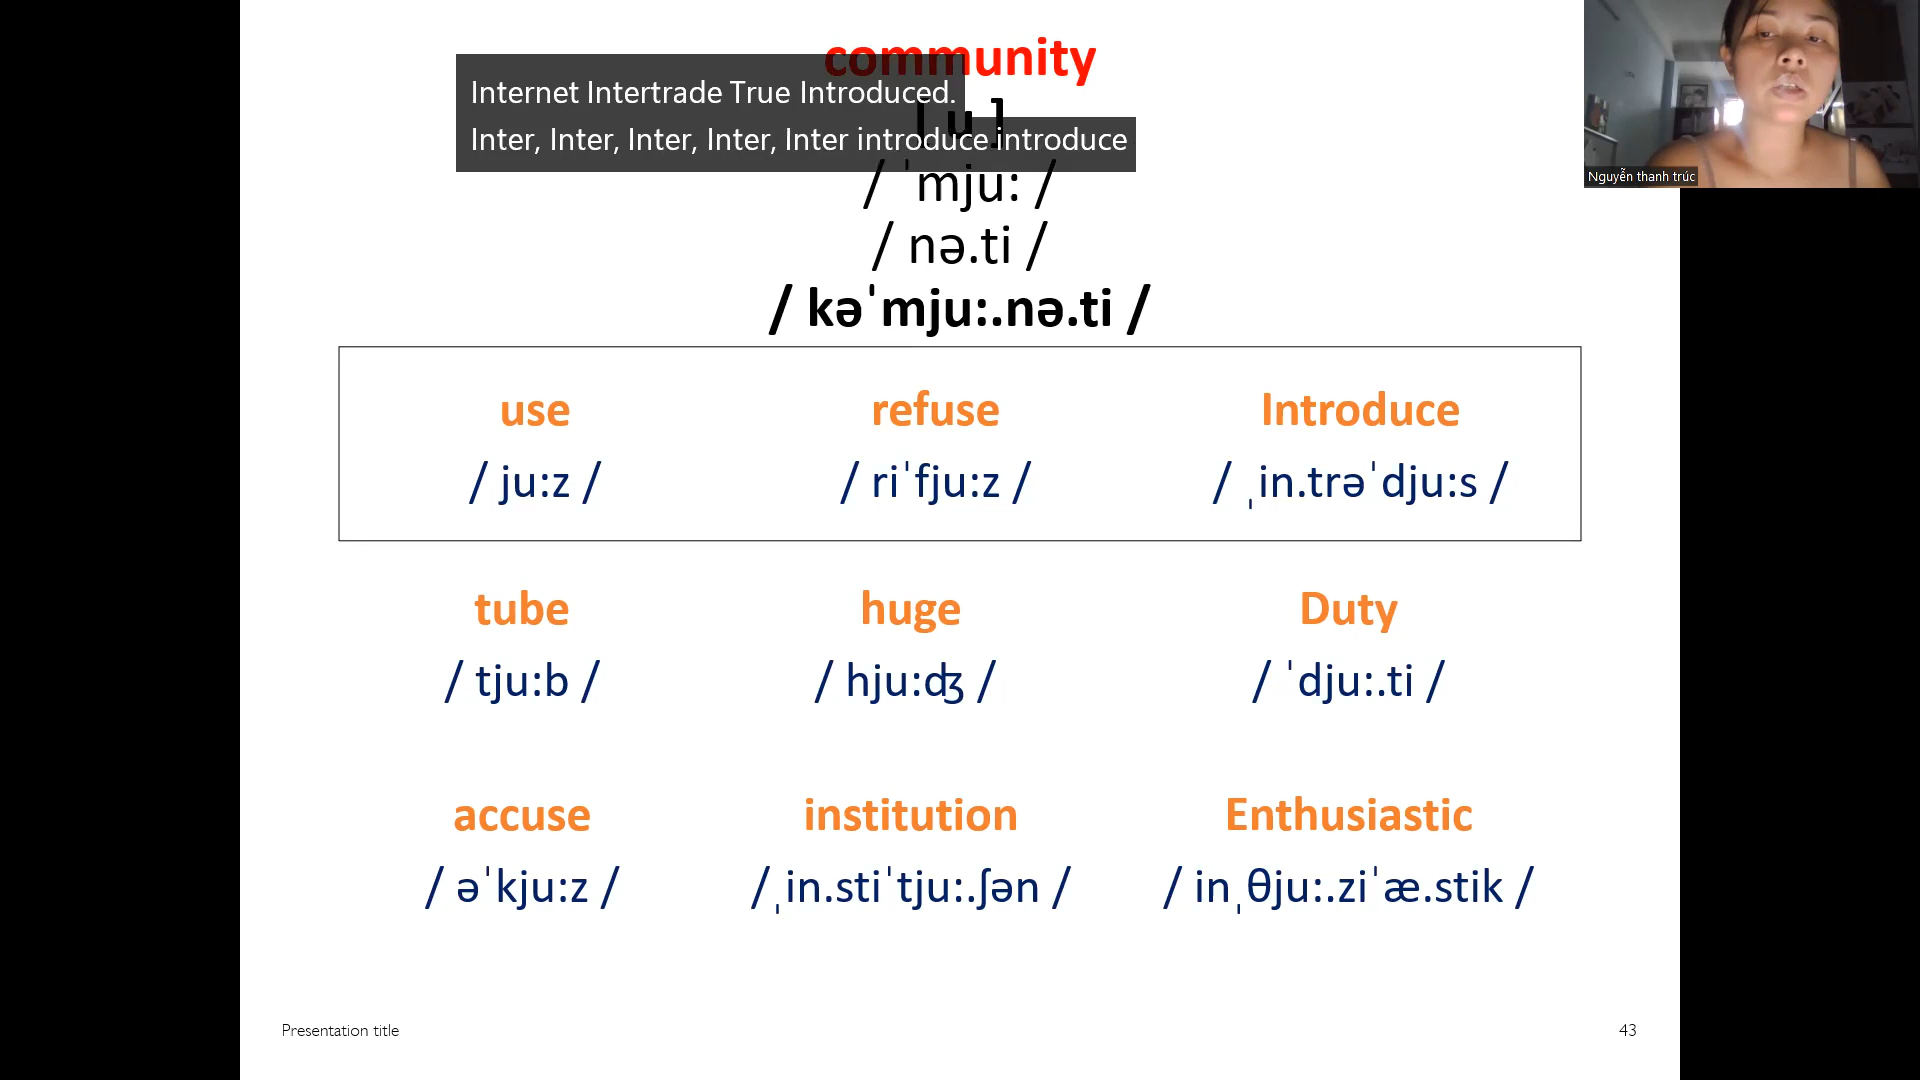 community
Internet Intertrade True Introduced.
[ u ]
Inter, Inter, Inter, Inter, Inter introduce introduce
/ ˈmju: /
Nguyễn thanh trúc
/ nə.ti /
/ kəˈmju:.nə.ti /
use refuse Introduce
/ ju:z / / riˈfju:z / / ˌin.trəˈdju:s /
tube huge Duty
/ tju:b / / hju:ʤ / / ˈdju:.ti /
accuse institution Enthusiastic
/ əˈkju:z / /ˌin.stiˈtju:.ʃən / / inˌθju:.ziˈæ.stik /
Presentation title 43